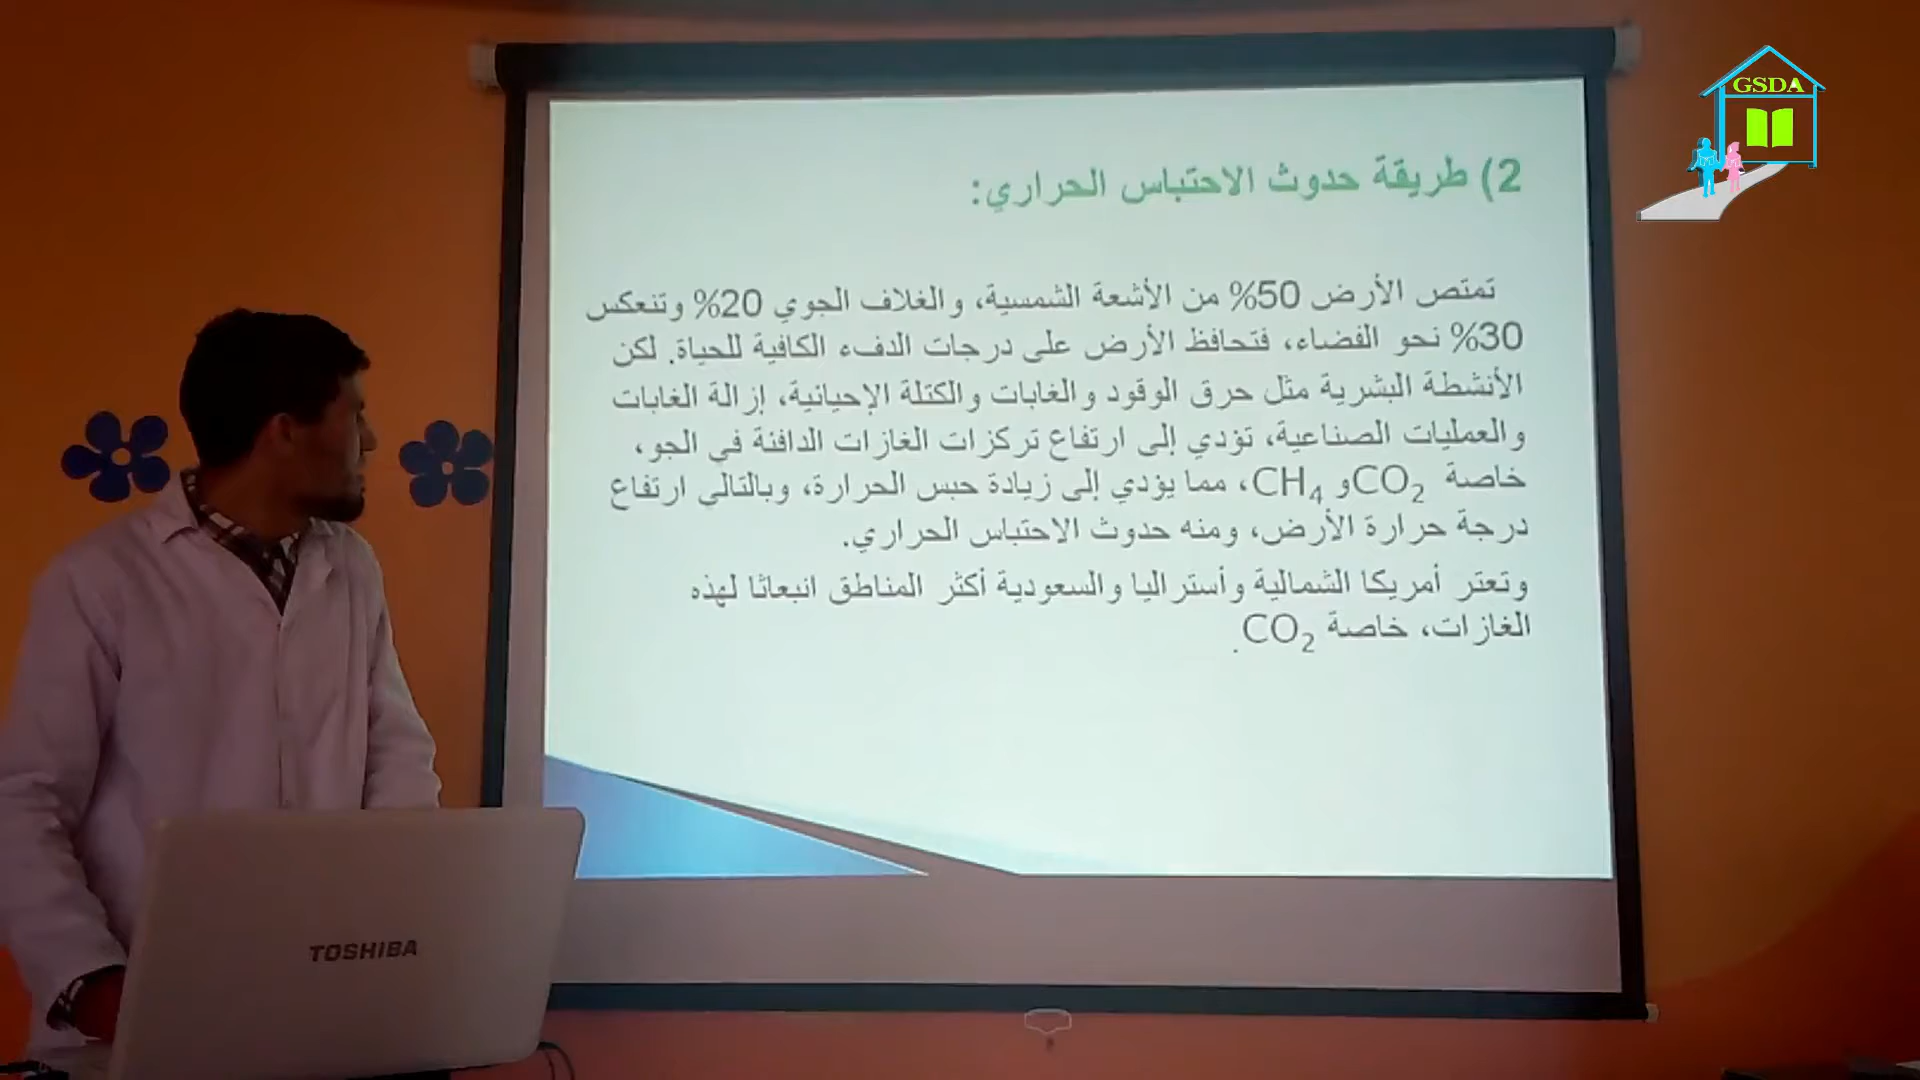 GSDA
2) طريقة حدوث الاحتباس الحراري:
تمتص الأرض 50% من الأشعة الشمسية، والغلاف الجوي 20% وتنعكس
30% نحو الفضاء، فتحافظ الأرض على درجات الدفء الكافية للحياة. لكن
الأنشطة البشرية مثل حرق الوقود والغابات والكتلة الإحيائية، إزالة الغابات
والعمليات الصناعية، تؤدي إلى ارتفاع تركزات الغازات الدافئة في الجو،
خاصة CO₂ و CH₄، مما يؤدي إلى زيادة حبس الحرارة، وبالتالي ارتفاع
درجة حرارة الأرض، ومنه حدوث الاحتباس الحراري.
وتعتر أمريكا الشمالية وأستراليا والسعودية أكثر المناطق انبعاثا لهذه
الغازات، خاصة CO₂.
TOSHIBA